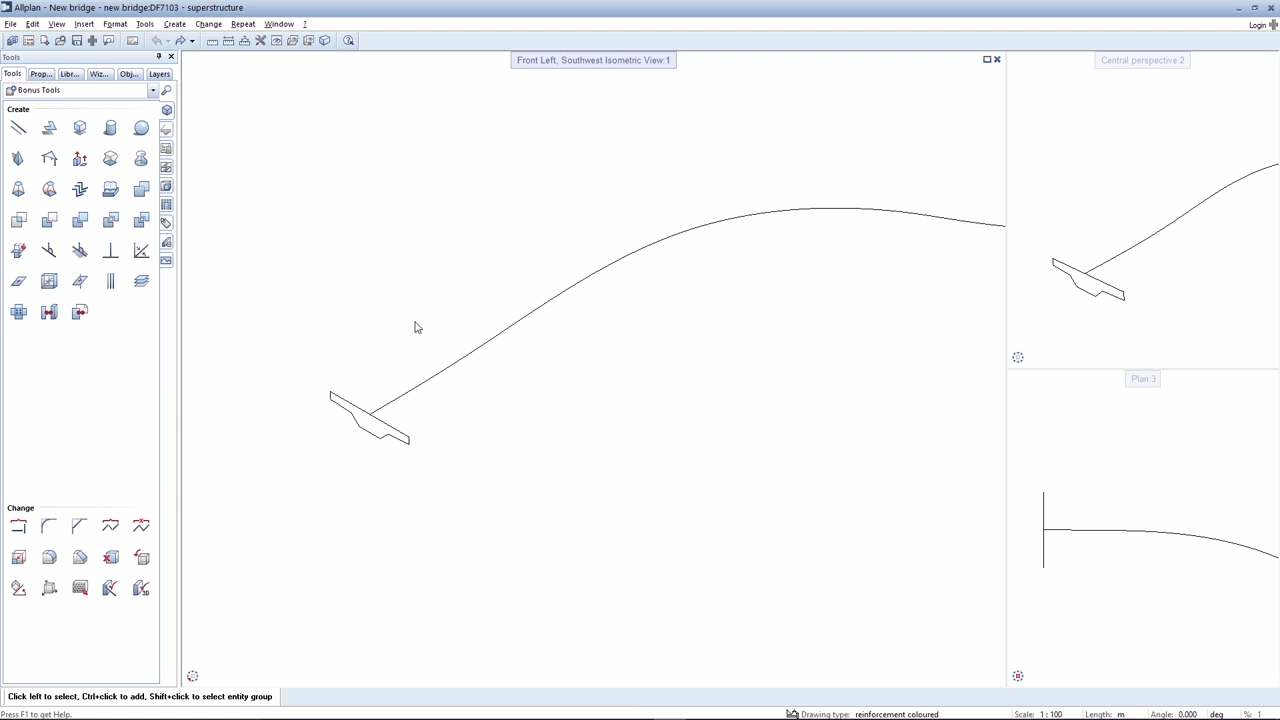 Allplan - New bridge - new bridge:DF7103 - superstructure
File Edit View Insert Format Tools Create Change Repeat Window ?
Login
Tools
Tools Prop... Libr... Wiz... Obj... Layers
Bonus Tools
Create
Change
Front Left, Southwest Isometric View:1
Central perspective:2
Plan:3
Click left to select, Ctrl+click to add, Shift+click to select entity group
Press F1 to get Help.
Drawing type: reinforcement coloured
Scale: 1 : 100
Length: m
Angle: 0.000 deg
%: 1